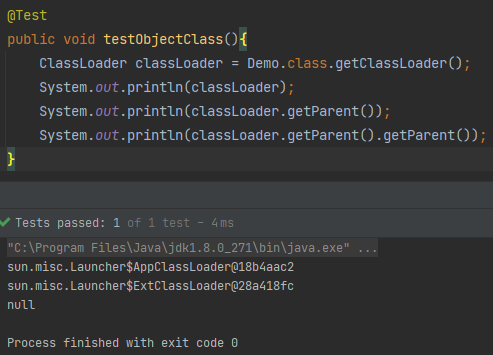 @Test
public void testObjectClass(){
    ClassLoader classLoader = Demo.class.getClassLoader();
    System.out.println(classLoader);
    System.out.println(classLoader.getParent());
    System.out.println(classLoader.getParent().getParent());
}
Tests passed: 1 of 1 test – 4 ms
"C:\Program Files\Java\jdk1.8.0_271\bin\java.exe" ...
sun.misc.Launcher$AppClassLoader@18b4aac2
sun.misc.Launcher$ExtClassLoader@28a418fc
null
Process finished with exit code 0